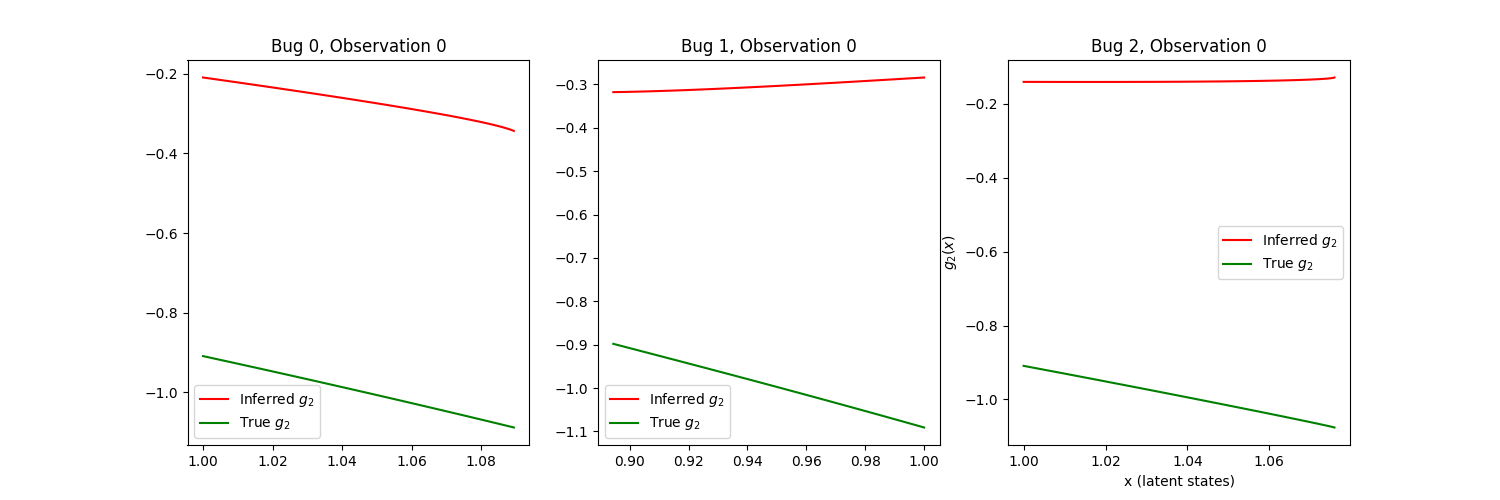 Bug 0, Observation 0
−0.2
−0.4
−0.6
−0.8
−1.0
Inferred g₂
True g₂
1.00 1.02 1.04 1.06 1.08
Bug 1, Observation 0
−0.3
−0.4
−0.5
−0.6
−0.7
−0.8
−0.9
−1.0
−1.1
Inferred g₂
True g₂
0.90 0.92 0.94 0.96 0.98 1.00
Bug 2, Observation 0
g₂(x)
−0.2
−0.4
−0.6
−0.8
−1.0
Inferred g₂
True g₂
1.00 1.02 1.04 1.06
x (latent states)